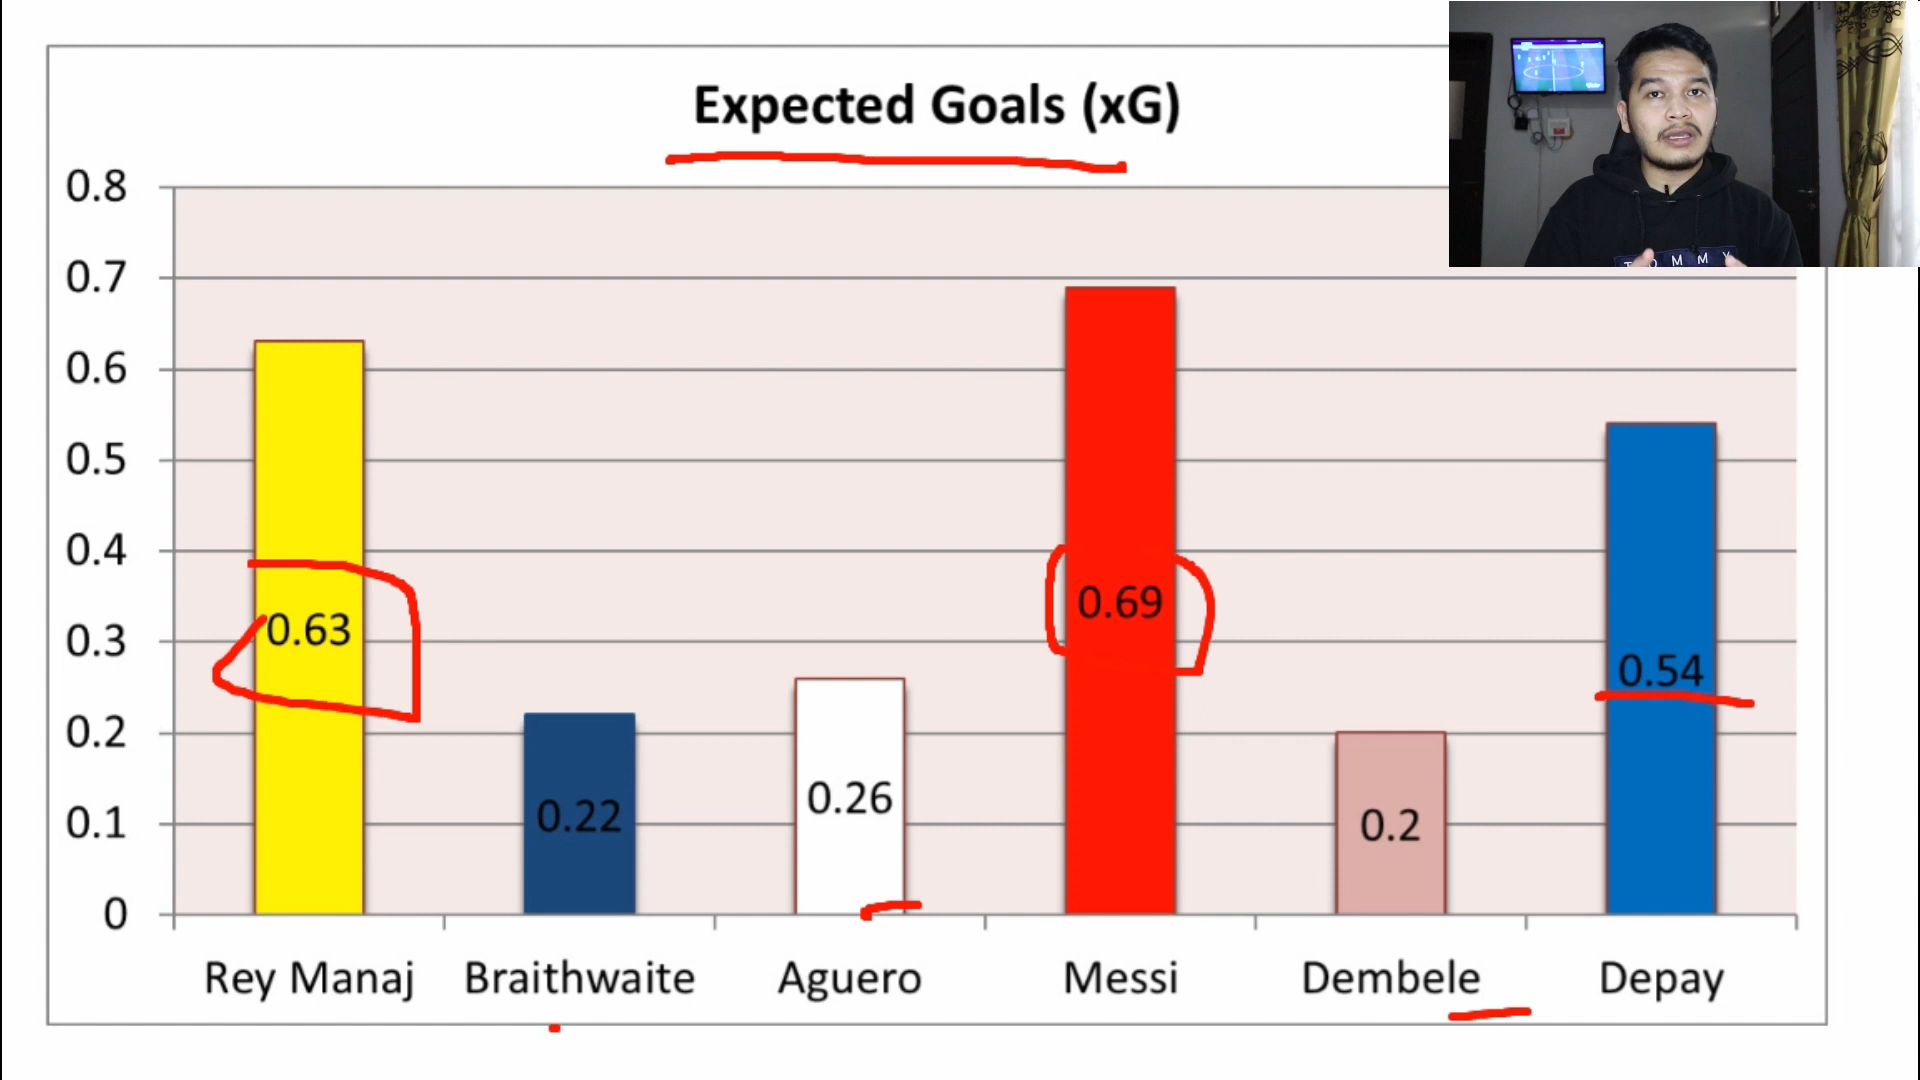 Expected Goals (xG)
0.8
0.7
0.6
0.5
0.4
0.3
0.2
0.1
0
0.63
0.22
0.26
0.69
0.2
0.54
Rey Manaj
Braithwaite
Aguero
Messi
Dembele
Depay
TOMMY